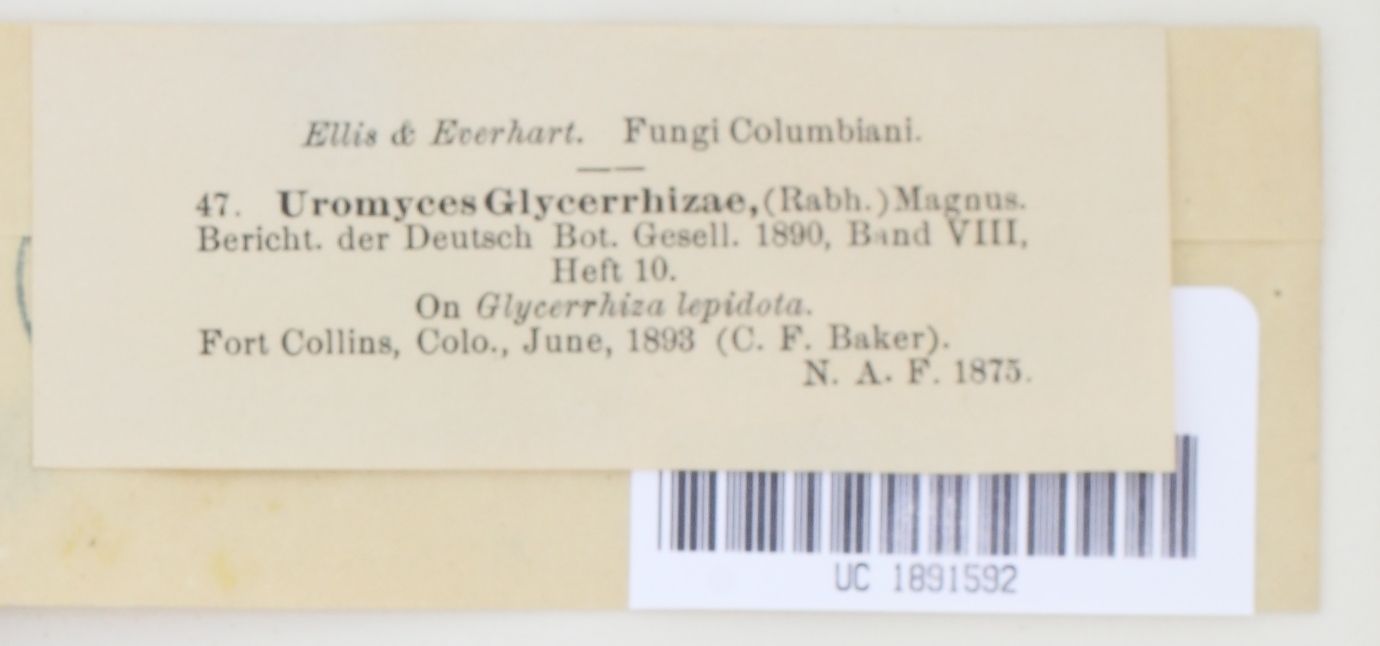 Ellis & Everhart. Fungi Columbiani.
47. Uromyces Glycerrhizae, (Rabh.) Magnus.
Bericht. der Deutsch Bot. Gesell. 1890, Band VIII,
Heft 10.
On Glycerrhiza lepidota.
Fort Collins, Colo., June, 1893 (C. F. Baker).
N. A. F. 1875.
UC 1891592